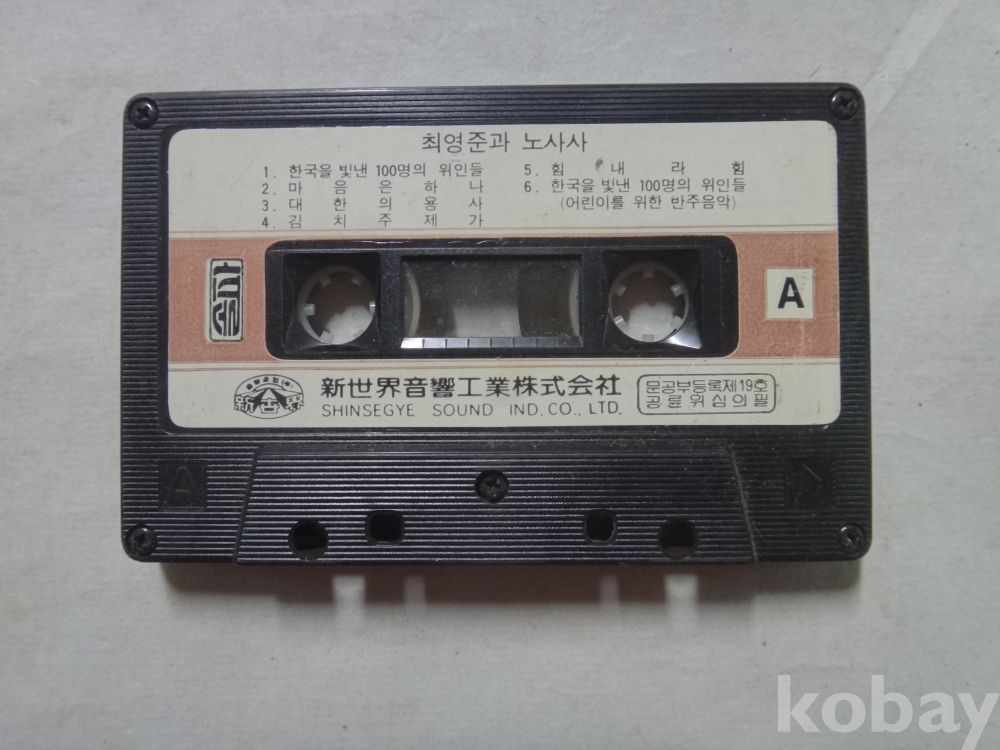 최영준과 노사사
1. 한국을 빛낸 100명의 위인들
2. 마음은하나
3. 대한의용사
4. 김치주제가
5. 힘내라힘
6. 한국을 빛낸 100명의 위인들
(어린이를 위한 반주음악)
A
新世界音響工業株式会社
SHINSEGYE SOUND IND. CO., LTD.
문공부등록제19호
공륜위심의필
A
kobay